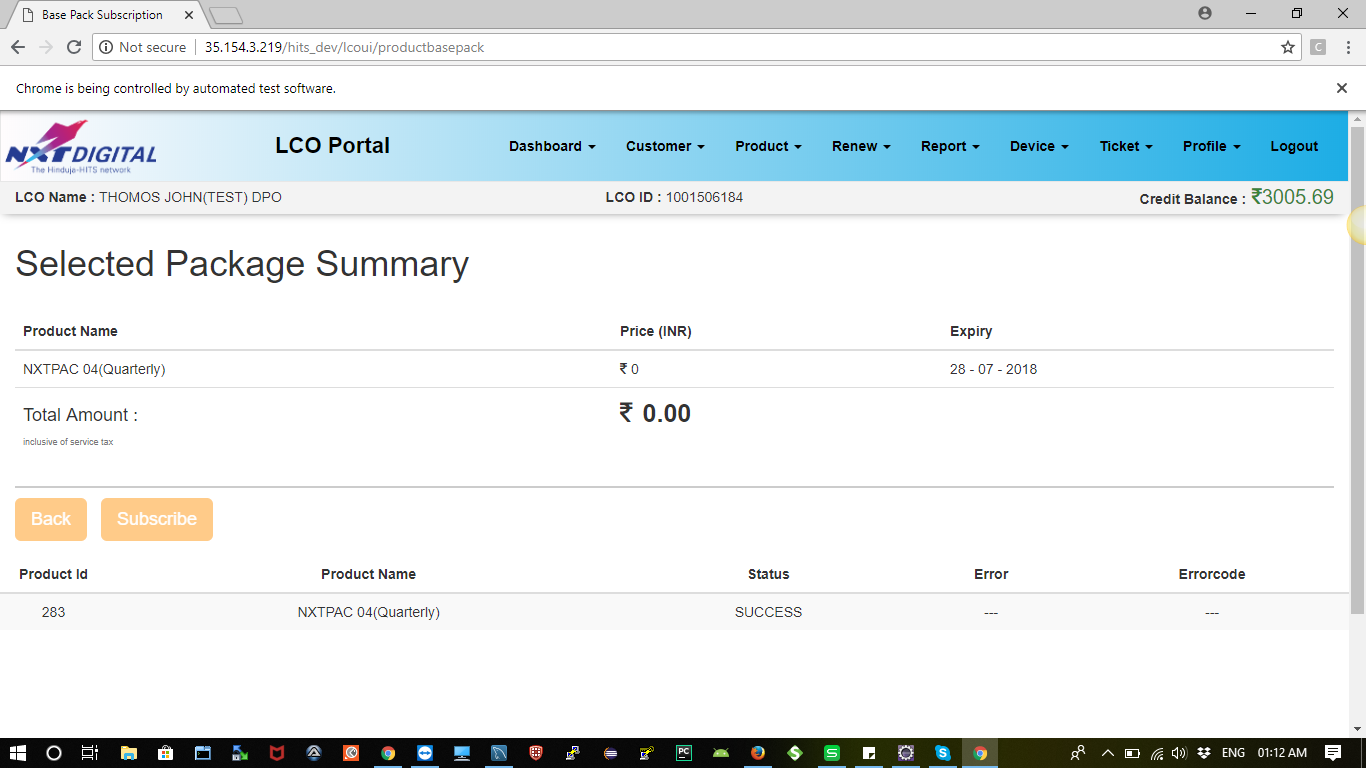 Base Pack Subscription
Not secure 35.154.3.219/hits_dev/lcoui/productbasepack
Chrome is being controlled by automated test software.
NXTDIGITAL
The Hinduja-HITS network
LCO Portal
Dashboard Customer Product Renew Report Device Ticket Profile Logout
LCO Name : THOMOS JOHN(TEST) DPO LCO ID : 1001506184 Credit Balance : ₹3005.69
Selected Package Summary
Product Name Price (INR) Expiry
NXTPAC 04(Quarterly) ₹ 0 28 - 07 - 2018
Total Amount : ₹ 0.00
inclusive of service tax
Back Subscribe
Product Id Product Name Status Error Errorcode
283 NXTPAC 04(Quarterly) SUCCESS --- ---
ENG 01:12 AM